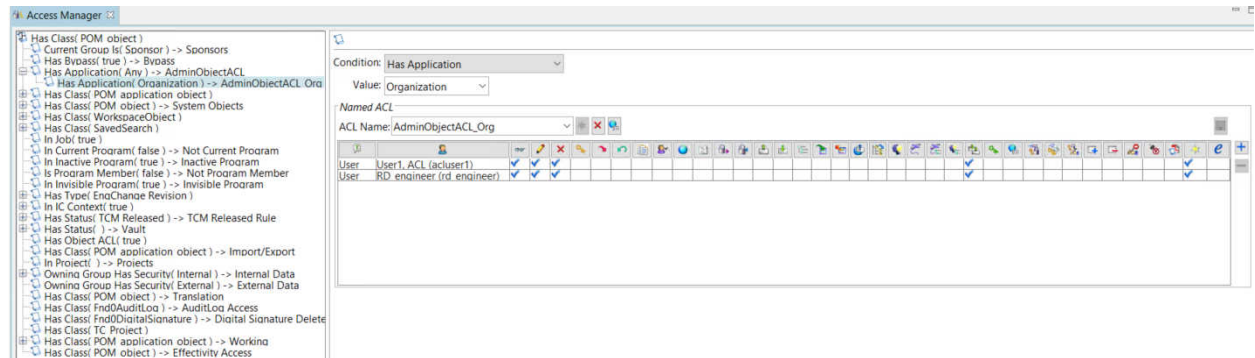 Access Manager
Has Class( POM object )
Current Group Is( Sponsor ) -> Sponsors
Has Bypass( true ) -> Bypass
Has Application( Any ) -> AdminObjectACL
Has Application( Organization ) -> AdminObjectACL Org
Has Class( POM application object )
Has Class( POM object ) -> System Objects
Has Class( WorkspaceObject )
Has Class( SavedSearch )
In Job( true )
In Current Program( false ) -> Not Current Program
In Inactive Program( true ) -> Inactive Program
Is Program Member( false ) -> Not Program Member
In Invisible Program( true ) -> Invisible Program
Has Type( EngChange Revision )
In IC Context( true )
Has Status( TCM Released ) -> TCM Released Rule
Has Status( ) -> Vault
Has Object ACL( true )
Has Class( POM application object ) -> Import/Export
In Project( ) -> Projects
Owning Group Has Security( Internal ) -> Internal Data
Owning Group Has Security( External ) -> External Data
Has Class( POM object ) -> Translation
Has Class( Fnd0AuditLog ) -> AuditLog Access
Has Class( Fnd0DigitalSignature ) -> Digital Signature Delete
Has Class( TC Project )
Has Class( POM application object ) -> Working
Has Class( POM object ) -> Effectivity Access
Condition: Has Application
Value: Organization
Named ACL
ACL Name: AdminObjectACL_Org
User User1, ACL (acluser1)
User RD engineer (rd engineer)